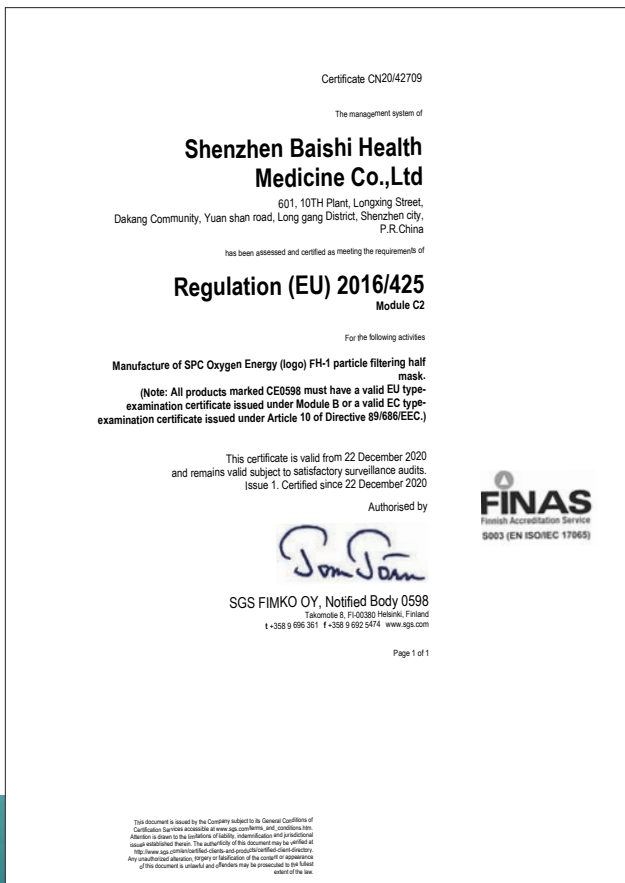 Certificate CN20/42709
The management system of
Shenzhen Baishi Health
Medicine Co.,Ltd
601, 10TH Plant, Longxing Street,
Dakang Community, Yuan shan road, Long gang District, Shenzhen city,
P.R.China
has been assessed and certified as meeting the requirements of
Regulation (EU) 2016/425
Module C2
For the following activities
Manufacture of SPC Oxygen Energy (logo) FH-1 particle filtering half
mask.
(Note: All products marked CE0598 must have a valid EU type-
examination certificate issued under Module B or a valid EC type-
examination certificate issued under Article 10 of Directive 89/686/EEC.)
This certificate is valid from 22 December 2020
and remains valid subject to satisfactory surveillance audits.
Issue 1. Certified since 22 December 2020
Authorised by
FINAS
Finnish Accreditation Service
S003 (EN ISO/IEC 17065)
SGS FIMKO OY, Notified Body 0598
Takomotie 8, FI-00380 Helsinki, Finland
t +358 9 696 361 f +358 9 692 5474 www.sgs.com
Page 1 of 1
This document is issued by the Company subject to its General Conditions of
Certification Services accessible at www.sgs.com/terms_and_conditions.htm.
Attention is drawn to the limitations of liability, indemnification and jurisdictional
issues established therein. The authenticity of this document may be verified at
http://www.sgs.com/en/certified-clients-and-products/certified-client-directory.
Any unauthorized alteration, forgery or falsification of the content or appearance
of this document is unlawful and offenders may be prosecuted to the fullest
extent of the law.